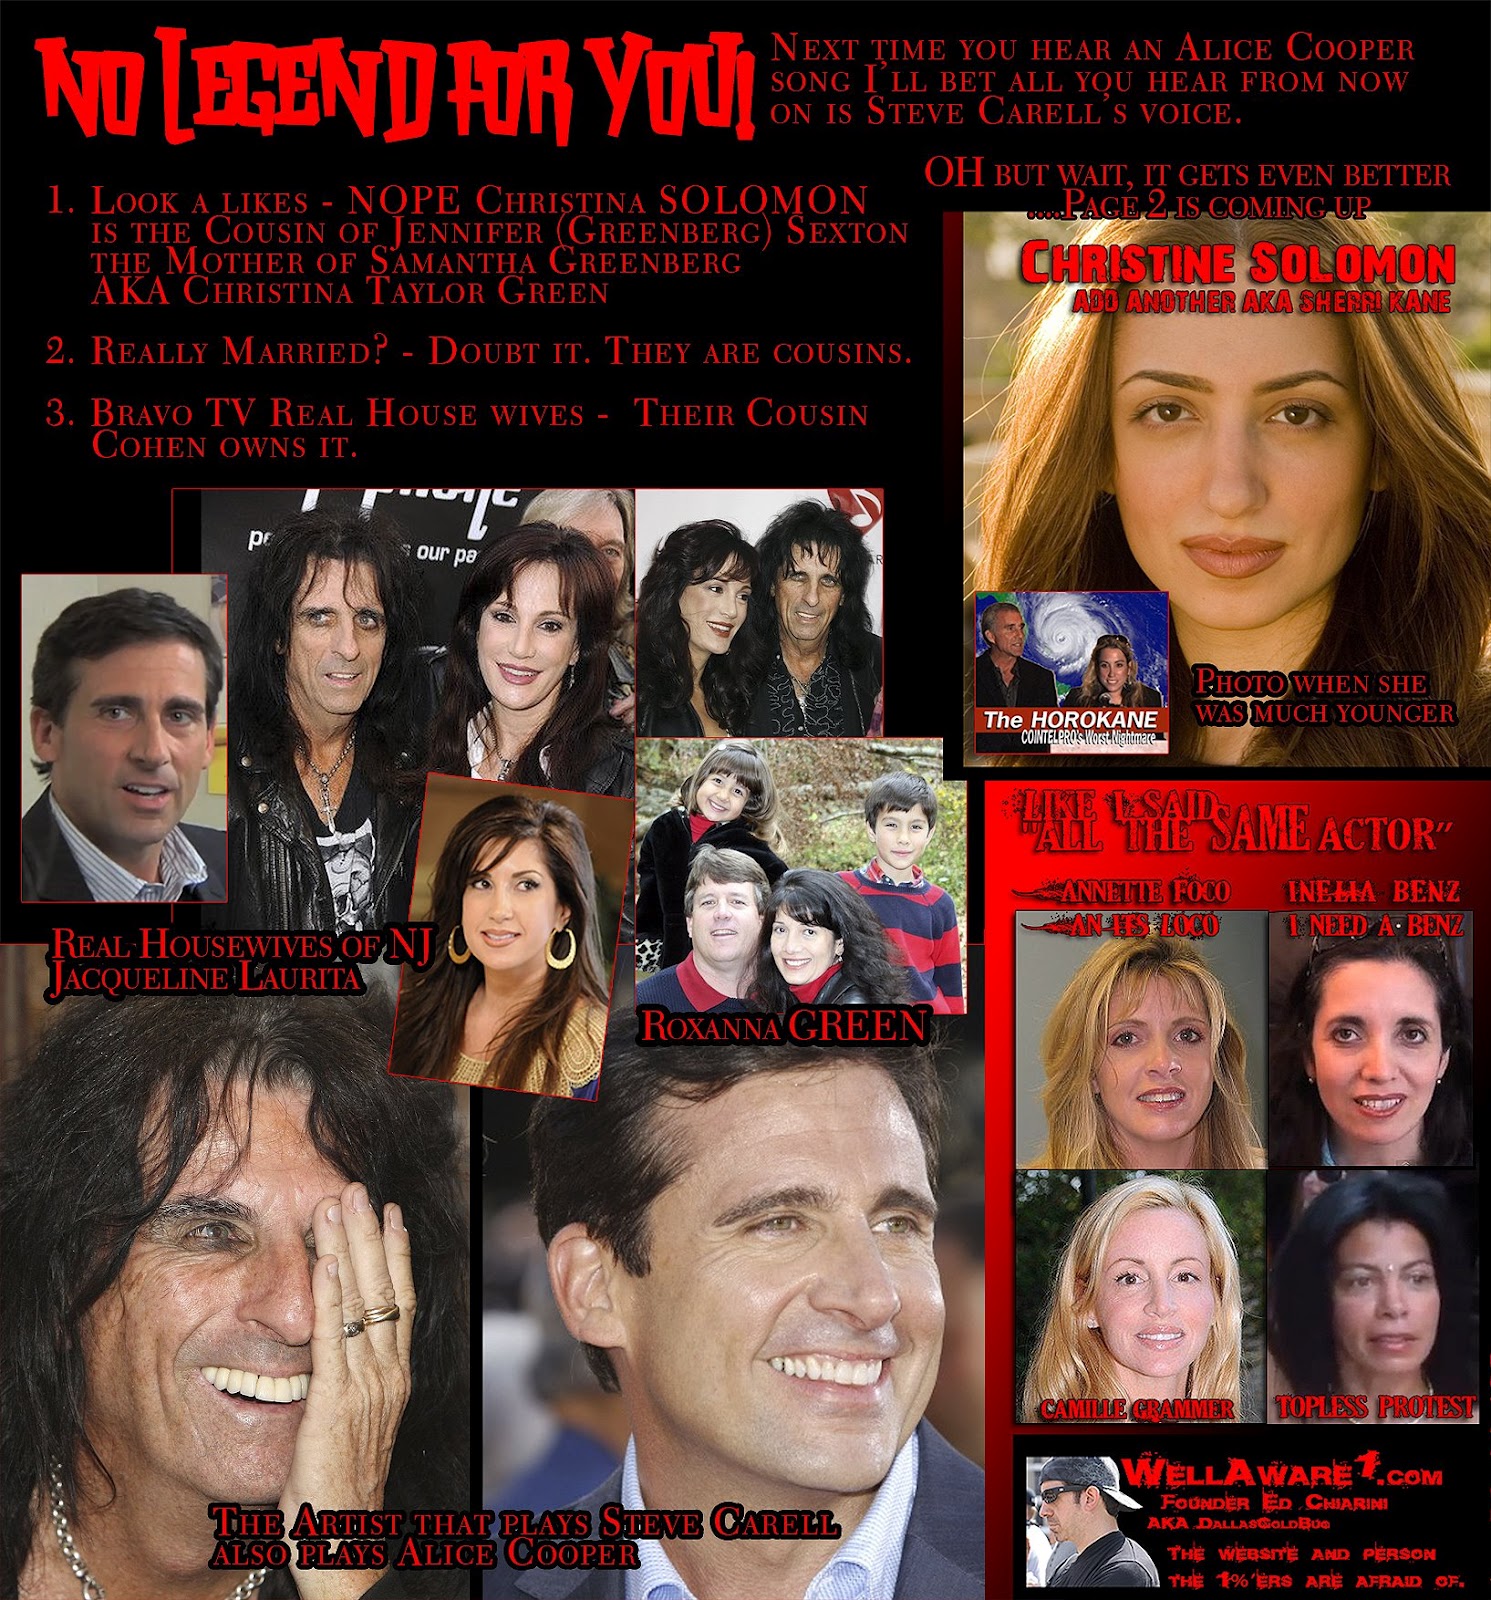 NO LEGEND FOR YOU!
Next time you hear an Alice Cooper
song I'll bet all you hear from now
on is Steve Carell's voice.
OH but wait, it gets even better
....Page 2 is coming up
1. Look a likes - NOPE Christina SOLOMON
is the Cousin of Jennifer (Greenberg) Sexton
the Mother of Samantha Greenberg
AKA Christina Taylor Green
2. Really Married? - Doubt it. They are cousins.
3. Bravo TV Real House wives - Their Cousin
Cohen owns it.
Christine Solomon
ADD ANOTHER AKA SHERRI KANE
The HOROKANE
COINTELPRO's Worst Nightmare
Photo when she
was much younger
our pa
Real Housewives of NJ
Jacqueline Laurita
Roxanna GREEN
LIKE I SAID
"ALL THE SAME ACTOR"
ANNETTE FOCO
AN ITS LOCO
INELIA BENZ
I NEED A BENZ
CAMILLE GRAMMER
TOPLESS PROTEST
The Artist that plays Steve Carell
also plays Alice Cooper
WellAware1.com
Founder Ed Chiarini
AKA DallasGoldBug
The website and person
the 1%'ers are afraid of.